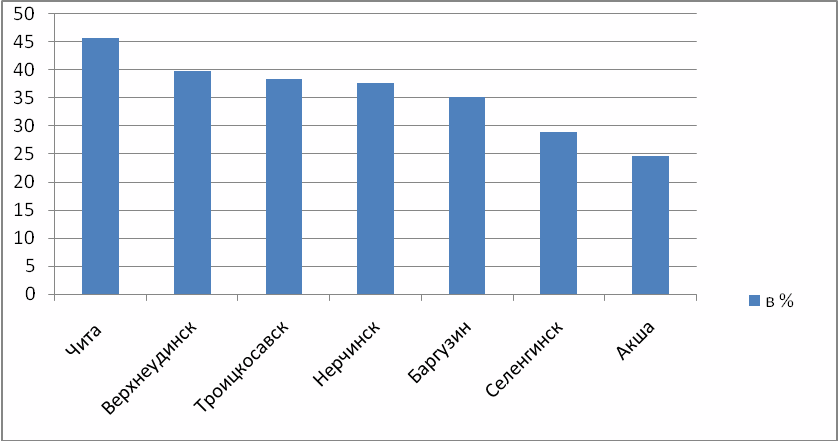 50
45
40
35
30
25
20
15
10
5
0
Чита
Верхнеудинск
Троицкосавск
Нерчинск
Баргузин
Селенгинск
Акша
в %